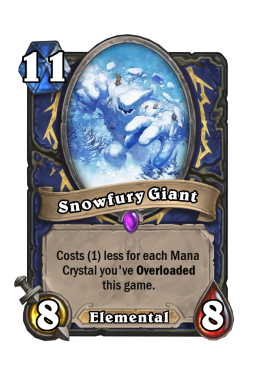 11
Snowfury Giant
Costs (1) less for each Mana
Crystal you've Overloaded
this game.
8 Elemental 8